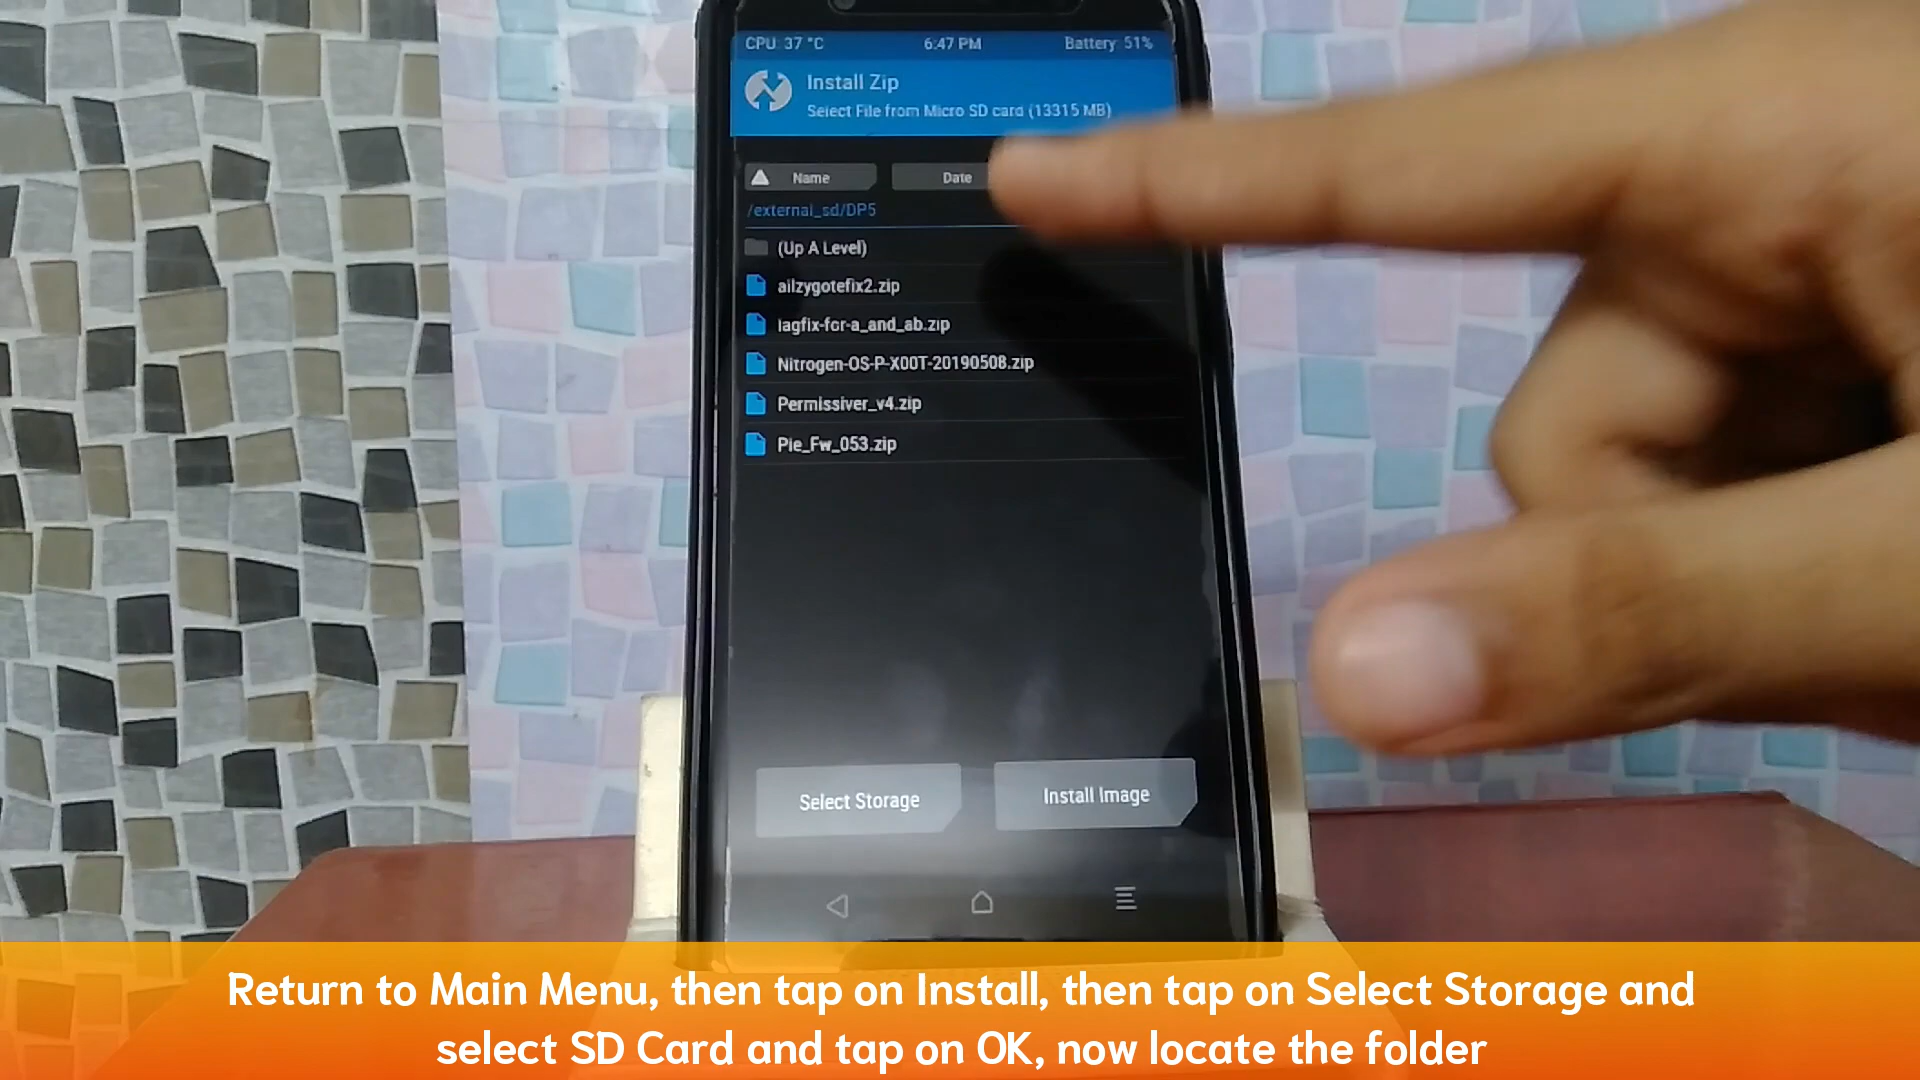 CPU: 37 °C 6:47 PM Battery: 51%
Install Zip
Select File from Micro SD card (13315 MB)
Name Date
/external_sd/DP5
(Up A Level)
ailzygotefix2.zip
lagfix-for-a_and_ab.zip
Nitrogen-OS-P-X00T-20190508.zip
Permissiver_v4.zip
Pie_Fw_053.zip
Select Storage Install Image
Return to Main Menu, then tap on Install, then tap on Select Storage and
select SD Card and tap on OK, now locate the folder